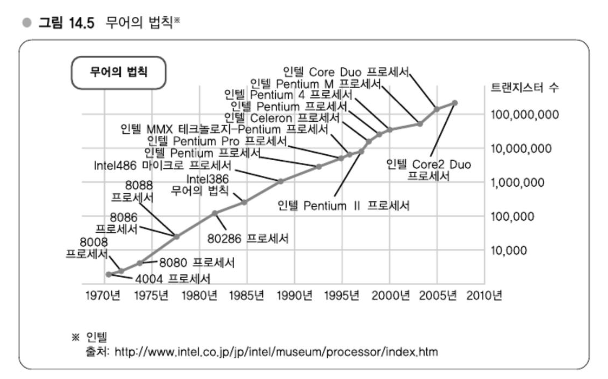 ● 그림 14.5 무어의 법칙※
무어의 법칙
트랜지스터 수
인텔 Core Duo 프로세서
인텔 Pentium M 프로세서
인텔 Pentium 4 프로세서
인텔 Pentium 프로세서
인텔 Celeron 프로세서
인텔 MMX 테크놀로지-Pentium 프로세서
인텔 Pentium Pro 프로세서
인텔 Pentium 프로세서
Intel486 마이크로 프로세서
Intel386
무어의 법칙
8088
프로세서
8086
프로세서
8008
프로세서
4004 프로세서
8080 프로세서
80286 프로세서
인텔 Pentium II 프로세서
인텔 Core2 Duo
프로세서
100,000,000
10,000,000
1,000,000
100,000
10,000
1970년 1975년 1980년 1985년 1990년 1995년 2000년 2005년 2010년
※ 인텔
출처: http://www.intel.co.jp/jp/intel/museum/processor/index.htm